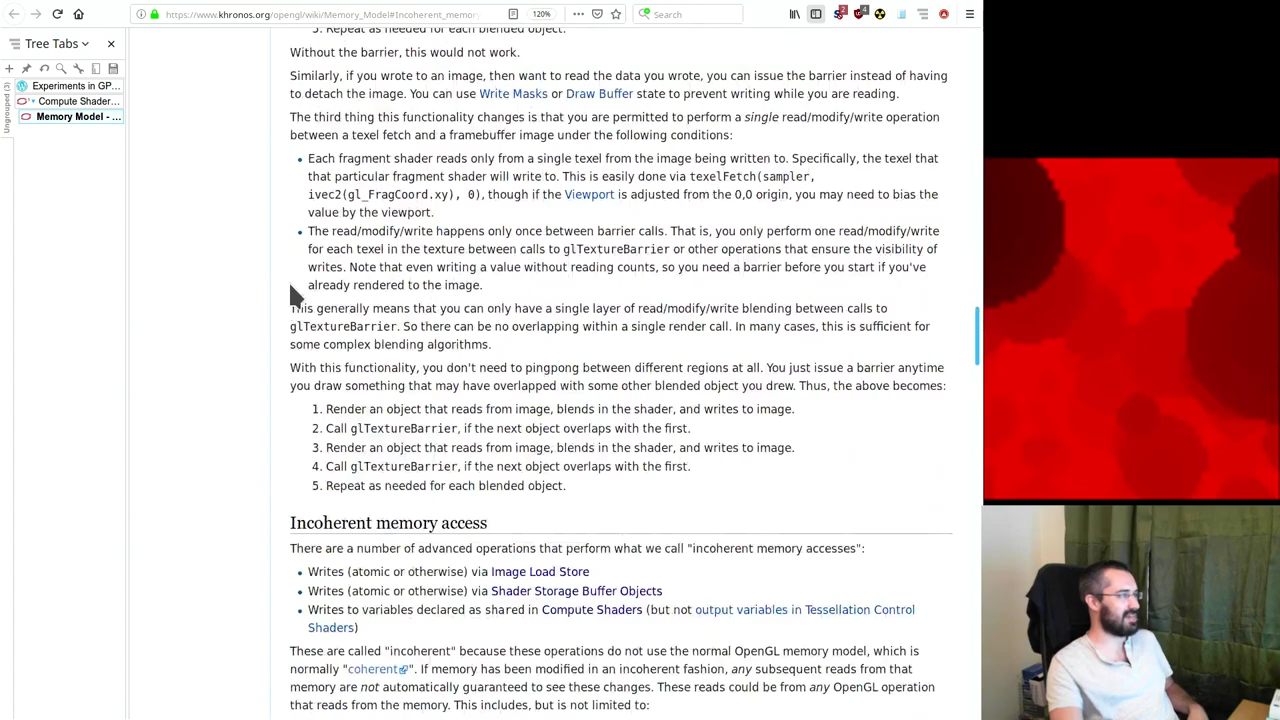 https://www.khronos.org/opengl/wiki/Memory_Model#Incoherent_memory
120%
Search
2
4
Tree Tabs
Ungrouped (3)
Experiments in GP...
Compute Shader...
Memory Model - ...
5. Repeat as needed for each blended object.
Without the barrier, this would not work.
Similarly, if you wrote to an image, then want to read the data you wrote, you can issue the barrier instead of having
to detach the image. You can use Write Masks or Draw Buffer state to prevent writing while you are reading.
The third thing this functionality changes is that you are permitted to perform a single read/modify/write operation
between a texel fetch and a framebuffer image under the following conditions:
Each fragment shader reads only from a single texel from the image being written to. Specifically, the texel that
that particular fragment shader will write to. This is easily done via texelFetch(sampler,
ivec2(gl_FragCoord.xy), 0), though if the Viewport is adjusted from the 0,0 origin, you may need to bias the
value by the viewport.
The read/modify/write happens only once between barrier calls. That is, you only perform one read/modify/write
for each texel in the texture between calls to glTextureBarrier or other operations that ensure the visibility of
writes. Note that even writing a value without reading counts, so you need a barrier before you start if you've
already rendered to the image.
This generally means that you can only have a single layer of read/modify/write blending between calls to
glTextureBarrier. So there can be no overlapping within a single render call. In many cases, this is sufficient for
some complex blending algorithms.
With this functionality, you don't need to pingpong between different regions at all. You just issue a barrier anytime
you draw something that may have overlapped with some other blended object you drew. Thus, the above becomes:
1. Render an object that reads from image, blends in the shader, and writes to image.
2. Call glTextureBarrier, if the next object overlaps with the first.
3. Render an object that reads from image, blends in the shader, and writes to image.
4. Call glTextureBarrier, if the next object overlaps with the first.
5. Repeat as needed for each blended object.
Incoherent memory access
There are a number of advanced operations that perform what we call "incoherent memory accesses":
Writes (atomic or otherwise) via Image Load Store
Writes (atomic or otherwise) via Shader Storage Buffer Objects
Writes to variables declared as shared in Compute Shaders (but not output variables in Tessellation Control
Shaders)
These are called "incoherent" because these operations do not use the normal OpenGL memory model, which is
normally "coherent". If memory has been modified in an incoherent fashion, any subsequent reads from that
memory are not automatically guaranteed to see these changes. These reads could be from any OpenGL operation
that reads from the memory. This includes, but is not limited to: